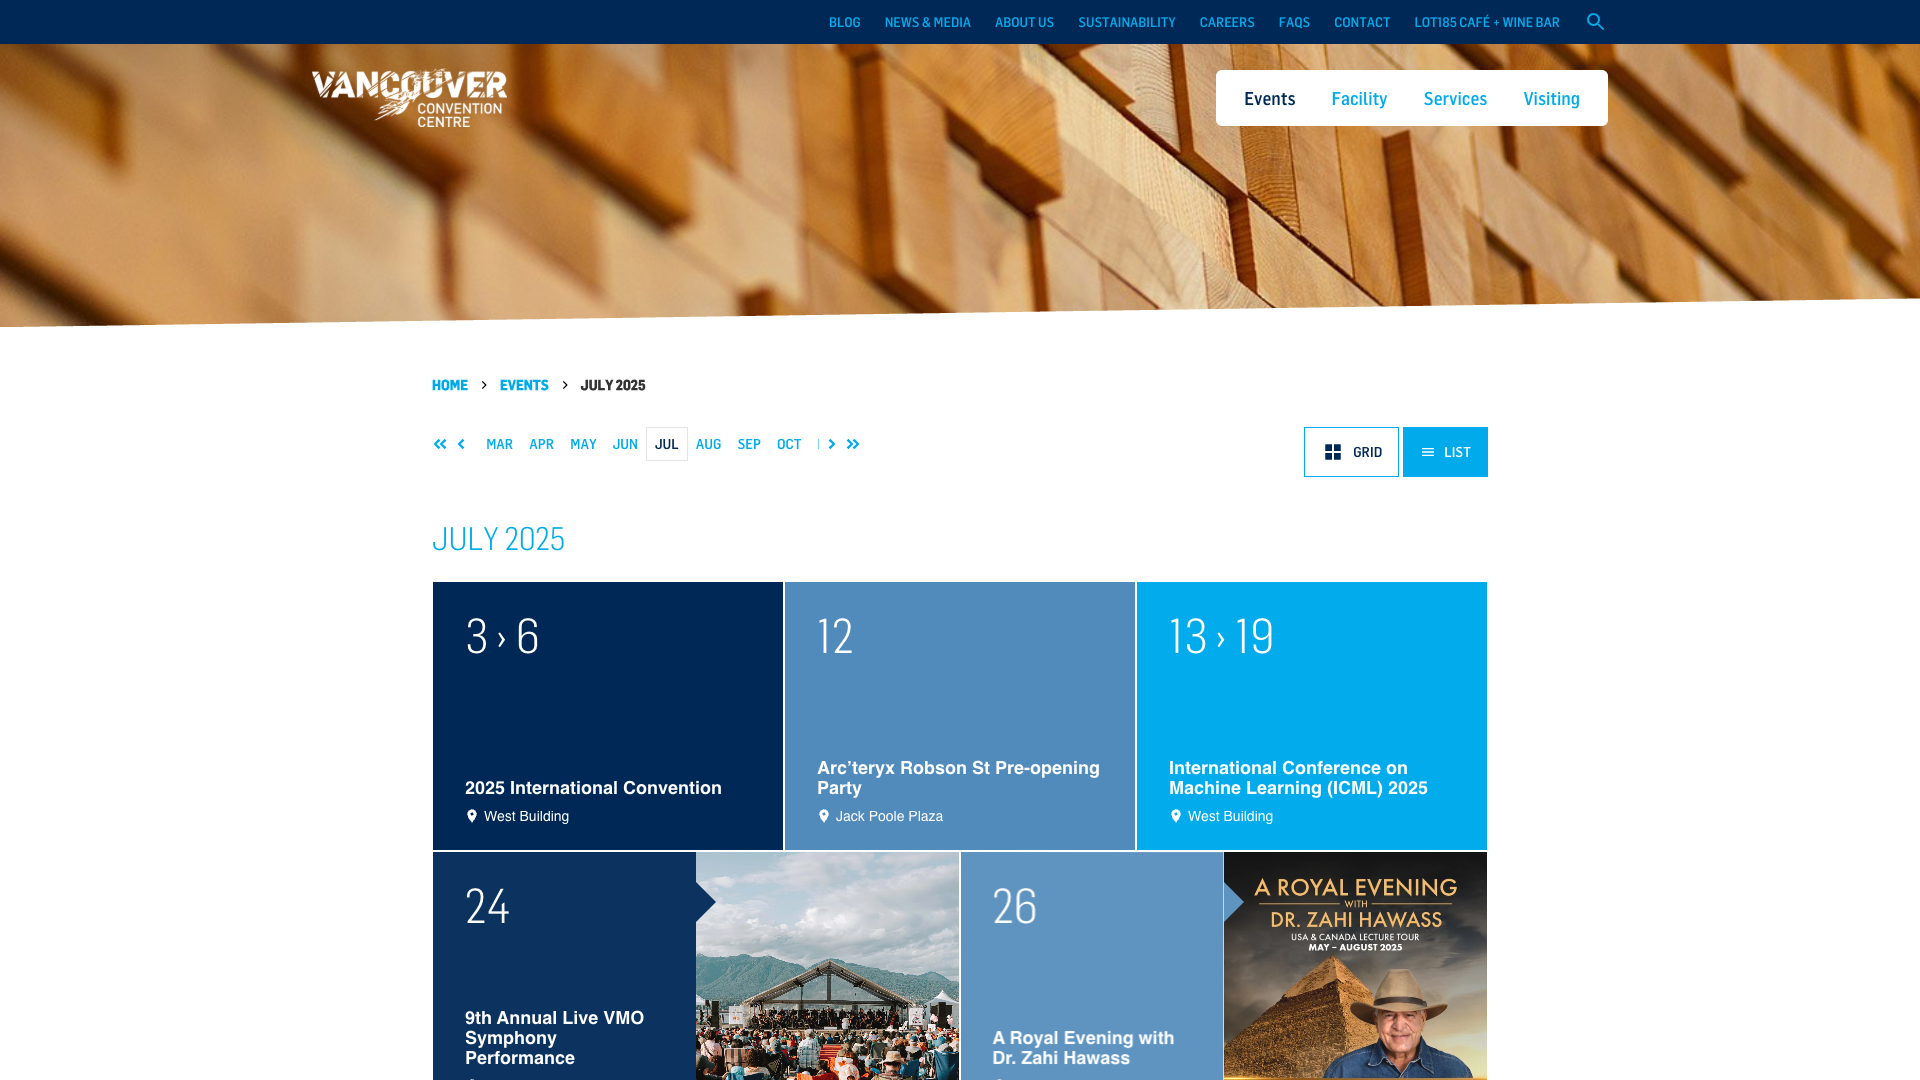 BLOG NEWS & MEDIA ABOUT US SUSTAINABILITY CAREERS FAQS CONTACT LOT185 CAFÉ + WINE BAR
VANCOUVER
CONVENTION
CENTRE
Events Facility Services Visiting
HOME > EVENTS > JULY 2025
MAR APR MAY JUN JUL AUG SEP OCT
GRID LIST
JULY 2025
3 › 6
2025 International Convention
West Building
12
Arc’teryx Robson St Pre-opening
Party
Jack Poole Plaza
13 › 19
International Conference on
Machine Learning (ICML) 2025
West Building
24
9th Annual Live VMO
Symphony
Performance
26
A Royal Evening with
Dr. Zahi Hawass
A ROYAL EVENING
WITH
DR. ZAHI HAWASS
USA & CANADA LECTURE TOUR
MAY – AUGUST 2025